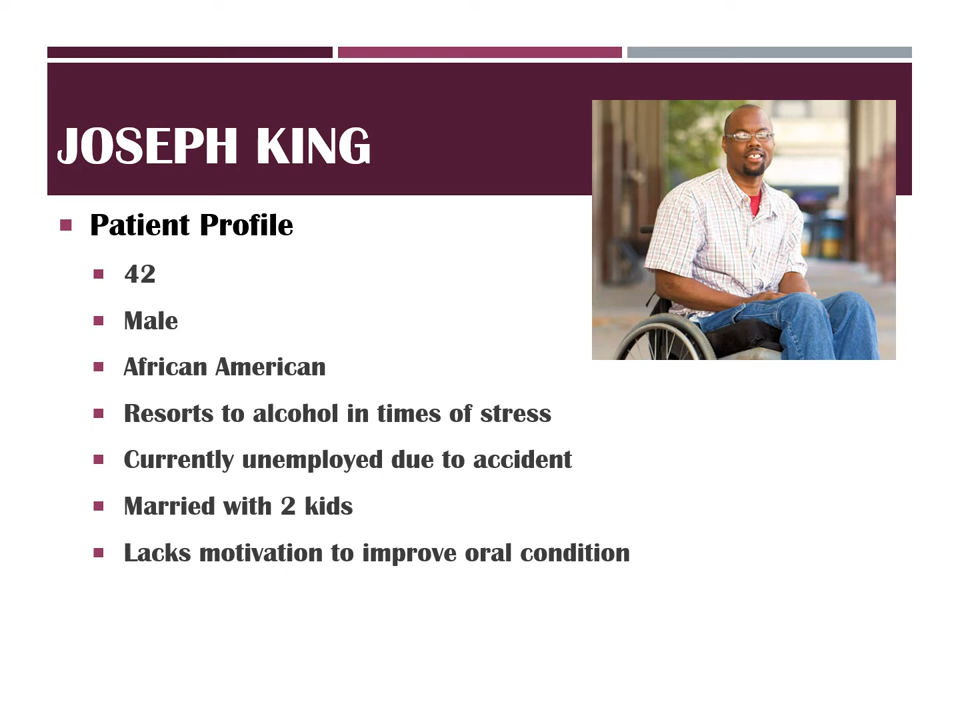 JOSEPH KING
Patient Profile
42
Male
African American
Resorts to alcohol in times of stress
Currently unemployed due to accident
Married with 2 kids
Lacks motivation to improve oral condition